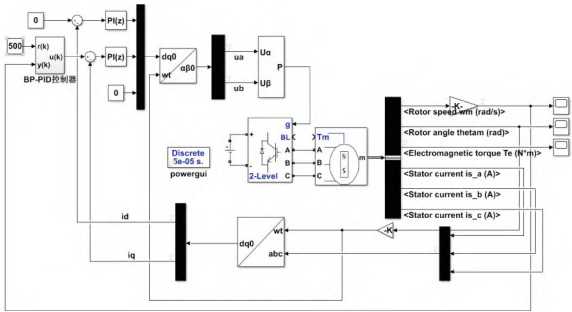 0
PI(z)
500
r(k)
u(k)
y(k)
BP-PID控制器
PI(z)
0
dq0
αβ0
wt
ua
ub
Uα
Uβ
P
-K-
<Rotor speed wm (rad/s)>
<Rotor angle thetam (rad)>
<Electromagnetic torque Te (N*m)>
<Stator current is_a (A)>
<Stator current is_b (A)>
<Stator current is_c (A)>
Discrete
5e-05 s.
powergui
g
BL
A
B
C
2-Level
Tm
A
B
C
N
S
m
id
iq
dq0
wt
abc
-K-